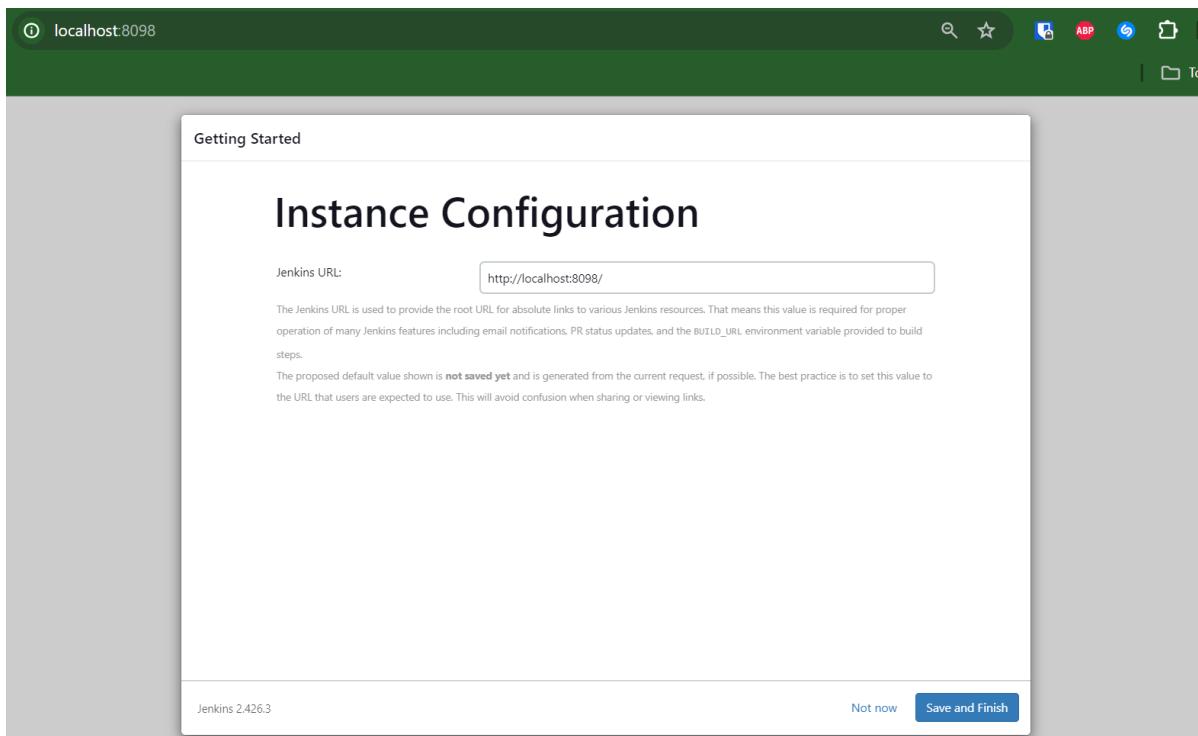 localhost:8098
ABP
To
Getting Started
Instance Configuration
Jenkins URL:
http://localhost:8098/
The Jenkins URL is used to provide the root URL for absolute links to various Jenkins resources. That means this value is required for proper
operation of many Jenkins features including email notifications, PR status updates, and the BUILD_URL environment variable provided to build
steps.
The proposed default value shown is not saved yet and is generated from the current request, if possible. The best practice is to set this value to
the URL that users are expected to use. This will avoid confusion when sharing or viewing links.
Jenkins 2.426.3
Not now
Save and Finish